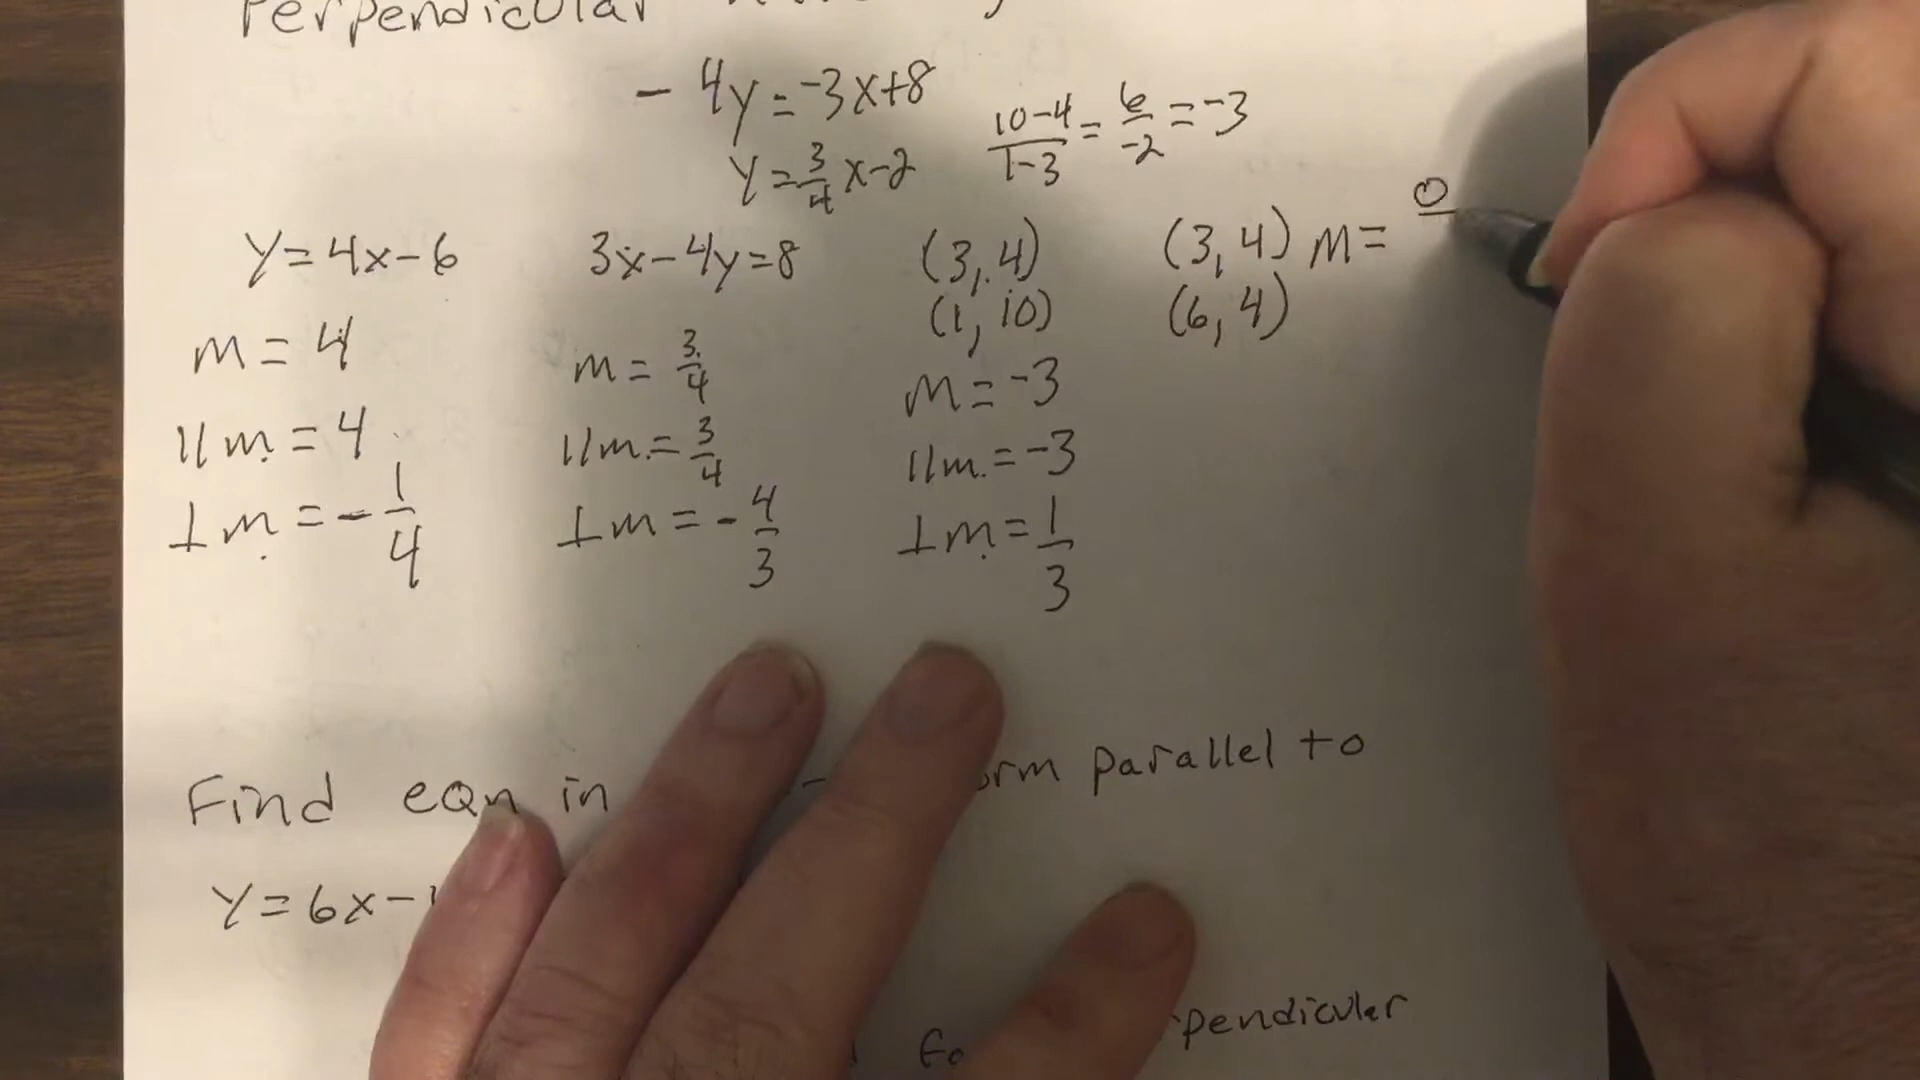 Perpendicular
- 4y = -3x+8
y = 3/4 x-2
10-4/1-3 = 6/-2 = -3
y = 4x-6
m = 4
|| m = 4
⊥ m = - 1/4
3x-4y=8
m = 3/4
|| m = 3/4
⊥ m = - 4/3
(3, 4)
(1, 10)
m = -3
|| m = -3
⊥ m = 1/3
(3, 4) m = 0
(6, 4)
Find eqn in parallel to
y = 6x-